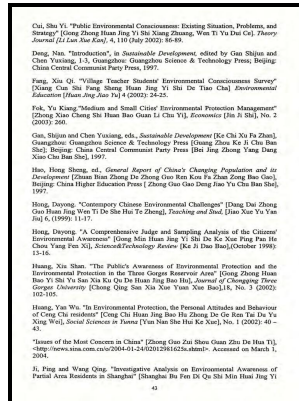 Cui, Shu Yi. "Public Environmental Consciousness: Existing Situation, Problems, and
Strategy" [Gong Zhong Huan Jing Yi Shi Xiang Zhuang, Wen Ti Yu Dui Ce]. Theory
Journal [Li Lun Xue Kan], 4, 110 (July 2002): 86-89.
Deng, Nan. "Introduction", in Sustainable Development, edited by Gan Shijun and
Chen Yuxiang, 1-3, Guangzhou: Guangzhou Science & Technology Press; Beijing:
China Central Communist Party Press, 1997.
Fang, Xiu Qi. "Village Teacher Students' Environmental Consciousness Survey"
[Xiang Cun Shi Fang Sheng Huan Jing Yi Shi De Tiao Cha] Environmental
Education [Huan Jing Jiao Yu] 4 (2002): 24-25.
Fok, Yu Kiang."Medium and Small Cities' Environmental Protection Management"
[Zhong Xiao Cheng Shi Huan Bao Guan Li Chu Yi], Economics [Jin Ji Shi], No. 2
(2003): 260.
Gan, Shijun and Chen Yuxiang, eds., Sustainable Development [Ke Chi Xu Fa Zhan],
Guangzhou: Guangzhou Science & Technology Press [Guang Zhou Ke Ji Chu Ban
She]; Beijing: China Central Communist Party Press [Bei Jing Zhong Yang Dang
Xiao Chu Ban She], 1997.
Hao, Hong Sheng, ed., General Report of China's Changing Population and its
Development [Zhuan Bian Zhong De Zhong Guo Ren Kou Fa Zhan Zong Bao Gao],
Beijing: China Higher Education Press [ Zhong Guo Gao Deng Jiao Yu Chu Ban She],
1997.
Hong, Dayong. "Contempory Chinese Environmental Challenges" [Dang Dai Zhong
Guo Huan Jing Wen Ti De She Hui Te Zheng], Teaching and Stud, [Jiao Xue Yu Yan
Jiu] 6, (1999): 11-17.
Hong, Dayong. "A Comprehensive Judge and Sampling Analysis of the Citizens'
Environmental Awareness" [Gong Min Huan Jing Yi Shi De Ke Xue Ping Pan He
Chou Yang Fen Xi], Science&Technology Review [Ke Ji Dao Bao],(October 1998):
13-16.
Huang, Xiu Shan. "The Public's Awareness of Environmental Protection and the
Environmental Protection in the Three Gorges Reservoir Area" [Gong Zhong Huan
Bao Yi Shi Yu San Xia Ku Qu De Huan Jing Bao Hu], Journal of Chongqing Three
Gorges University [Chong Qing San Xia Xue Yuan Xue Bao],18, No. 3 (2002):
102-105.
Huang, Yan Wu. "In Environmental Protection, the Personal Attitudes and Behaviour
of Ceng Chi residents" [Ceng Chi Huan Jing Bao Hu Zhong De Ge Ren Tai Du Yu
Xing Wei], Social Sciences in Yunna [Yun Nan She Hui Ke Xue], No. 1 (2002): 40 –
43.
"Issues of the Most Concern in China" [Zhong Guo Zui Shou Guan Zhu De Hua Ti],
<http://news.sina.com.cn/o/2004-01-24/02012981623s.shtml>. Accessed on March 1,
2004.
Ji, Ping and Wang Qing. "Investigative Analysis on Environmental Awareness of
Partial Area Residents in Shanghai" [Shanghai Bu Fen Di Qu Shi Min Huai Jing Yi
43